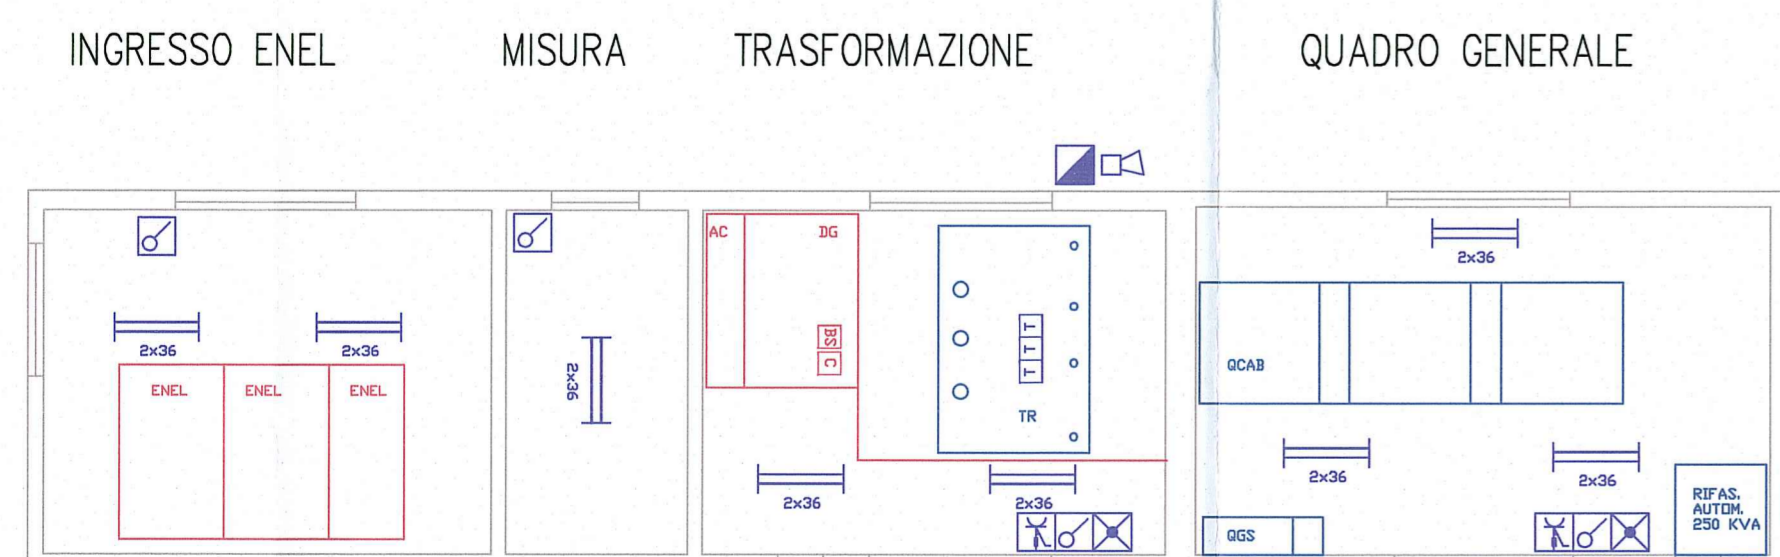 INGRESSO ENEL
MISURA
TRASFORMAZIONE
QUADRO GENERALE
2x36
2x36
ENEL
ENEL
ENEL
2x36
AC
DG
BS
C
T
T
T
TR
2x36
2x36
2x36
QCAB
2x36
2x36
QGS
RIFAS.
AUTOM.
250 KVA